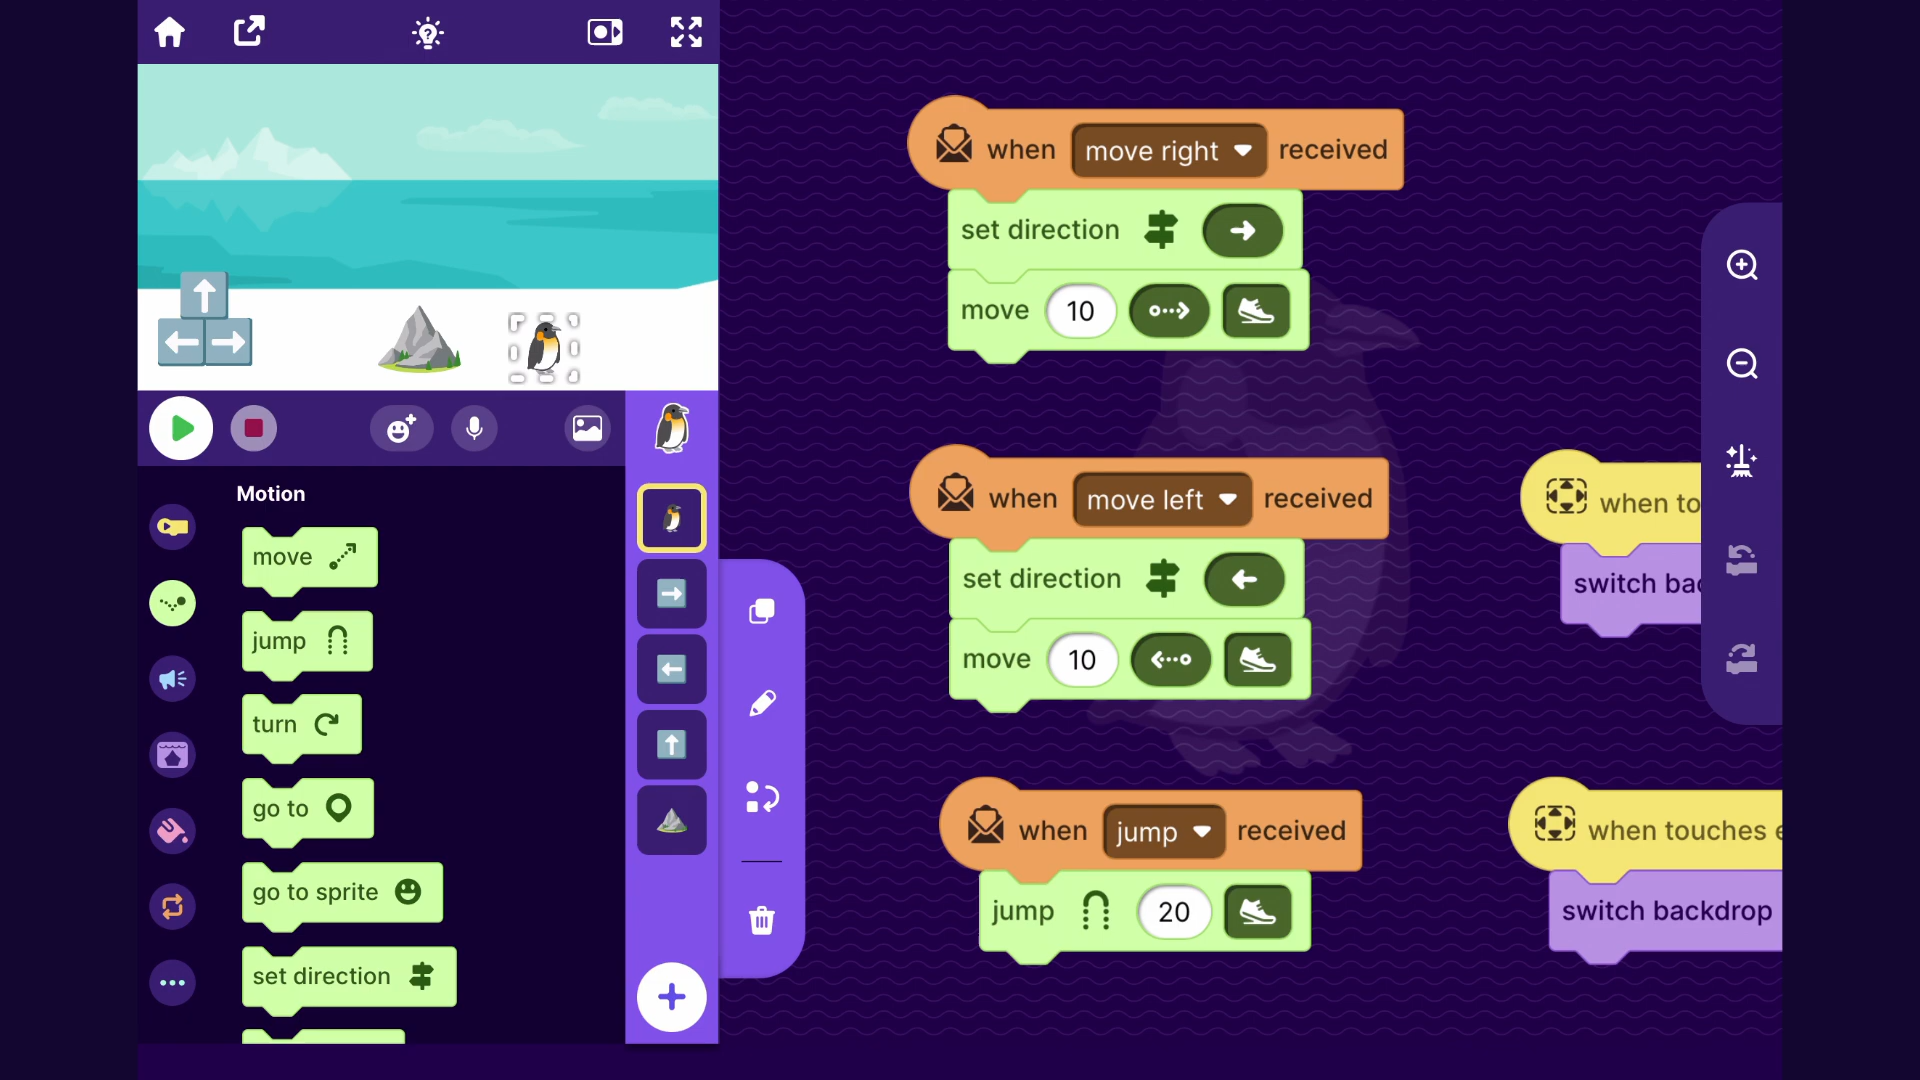 when move right received
set direction
move 10
when move left received
set direction
move 10
when jump received
jump 20
when to
switch bac
when touches e
switch backdrop
Motion
move
jump
turn
go to
go to sprite
set direction